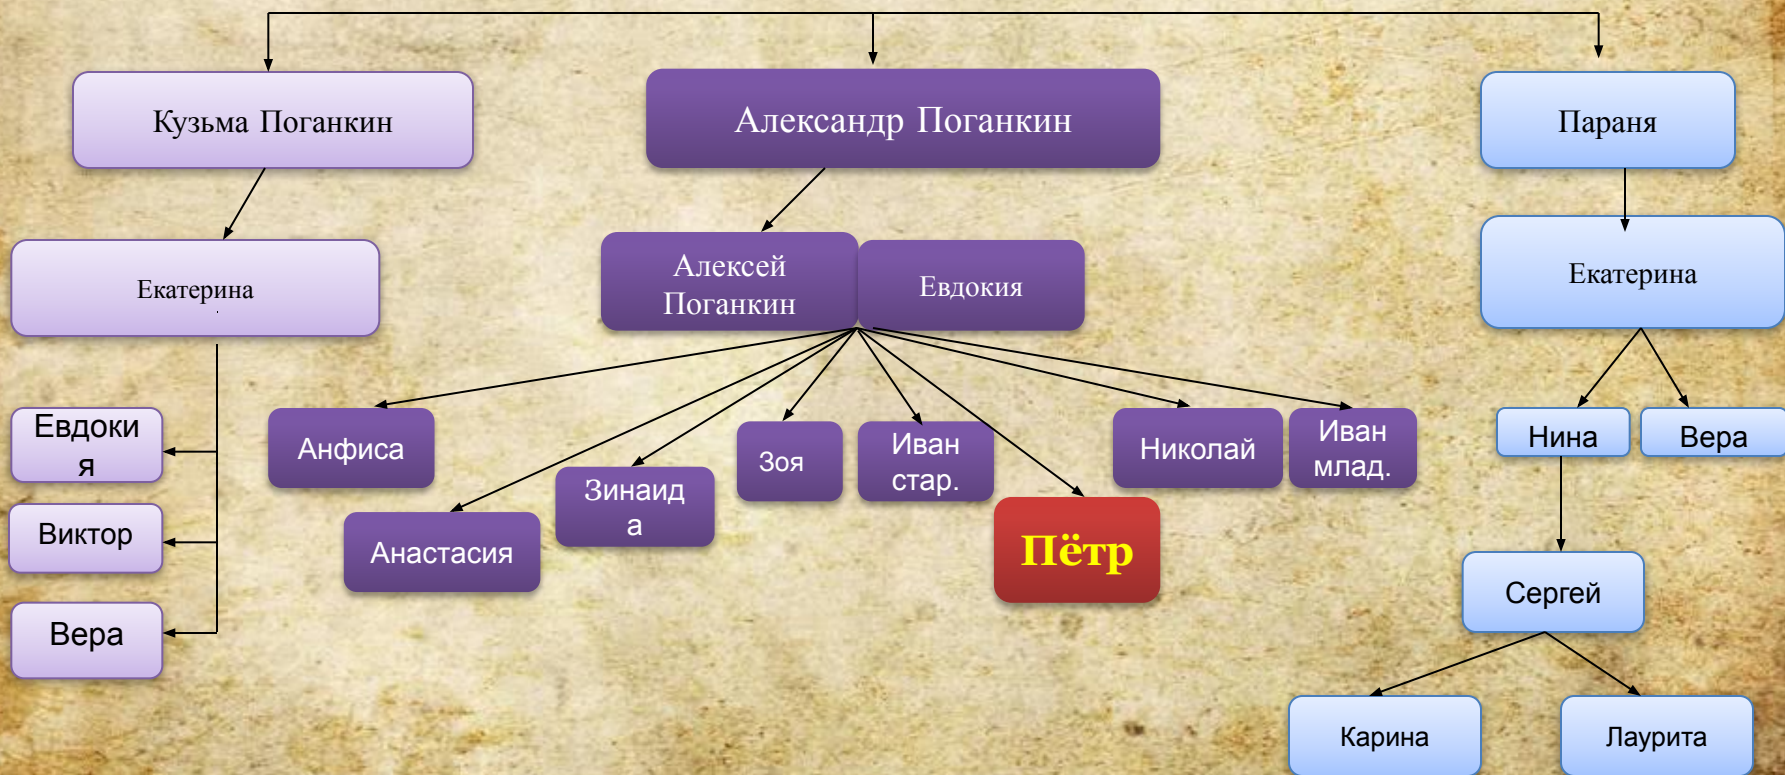 Кузьма Поганкин
Александр Поганкин
Параня
Екатерина
.
Алексей
Поганкин
Евдокия
Екатерина
Евдоки
я
Виктор
Вера
Анфиса
Анастасия
Зинаид
а
Зоя
Иван
стар.
Пётр
Николай
Иван
млад.
Нина
Вера
Сергей
Карина
Лаурита